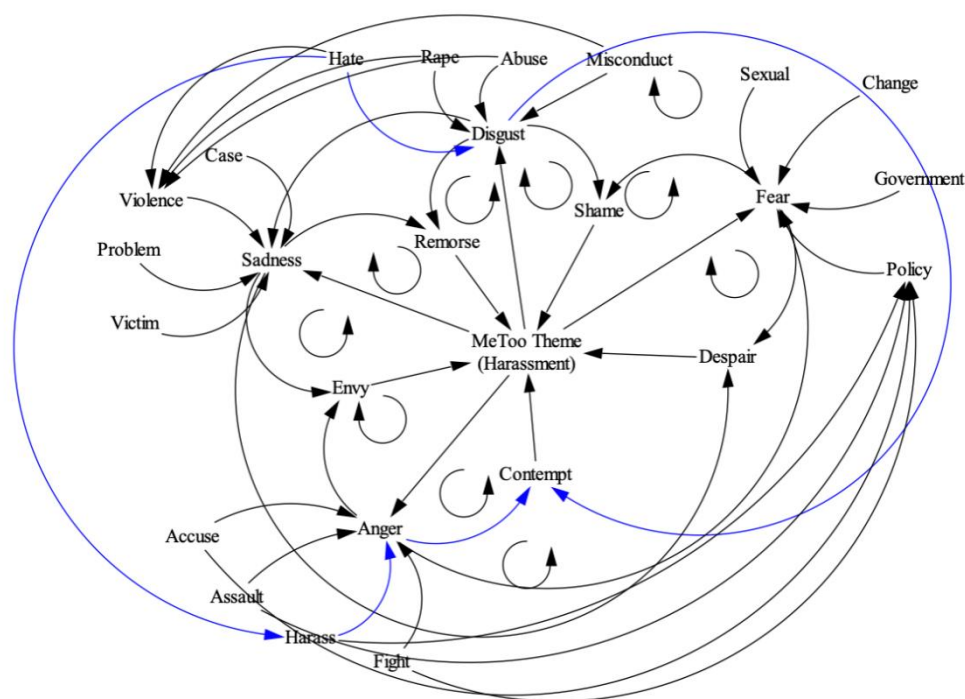 Hate
Rape
Abuse
Misconduct
Sexual
Change
Disgust
Case
Violence
Shame
Fear
Government
Problem
Sadness
Remorse
Policy
Victim
MeToo Theme
(Harassment)
Despair
Envy
Contempt
Accuse
Anger
Assault
Harass
Fight